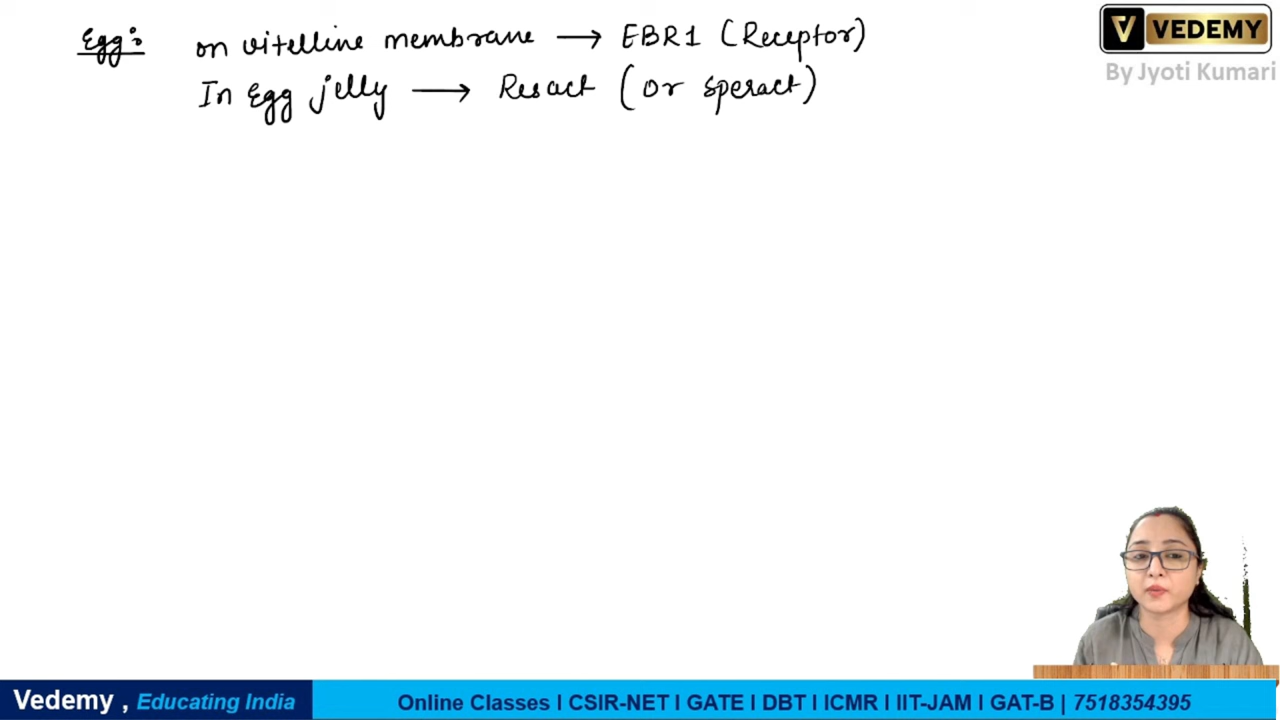 Egg:
on vitelline membrane → EBR1 (Receptor)
In Egg jelly → Resact (or speract)
V VEDEMY
By Jyoti Kumari
Vedemy , Educating India
Online Classes I CSIR-NET I GATE I DBT I ICMR I IIT-JAM I GAT-B | 7518354395